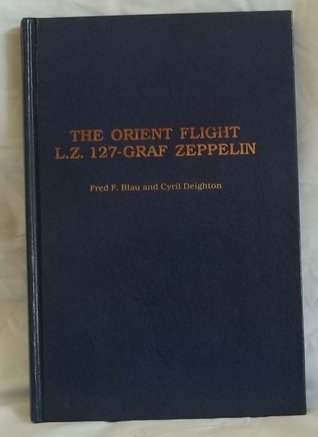 THE ORIENT FLIGHT
L.Z. 127-GRAF ZEPPELIN
Fred F. Blau and Cyril Deighton